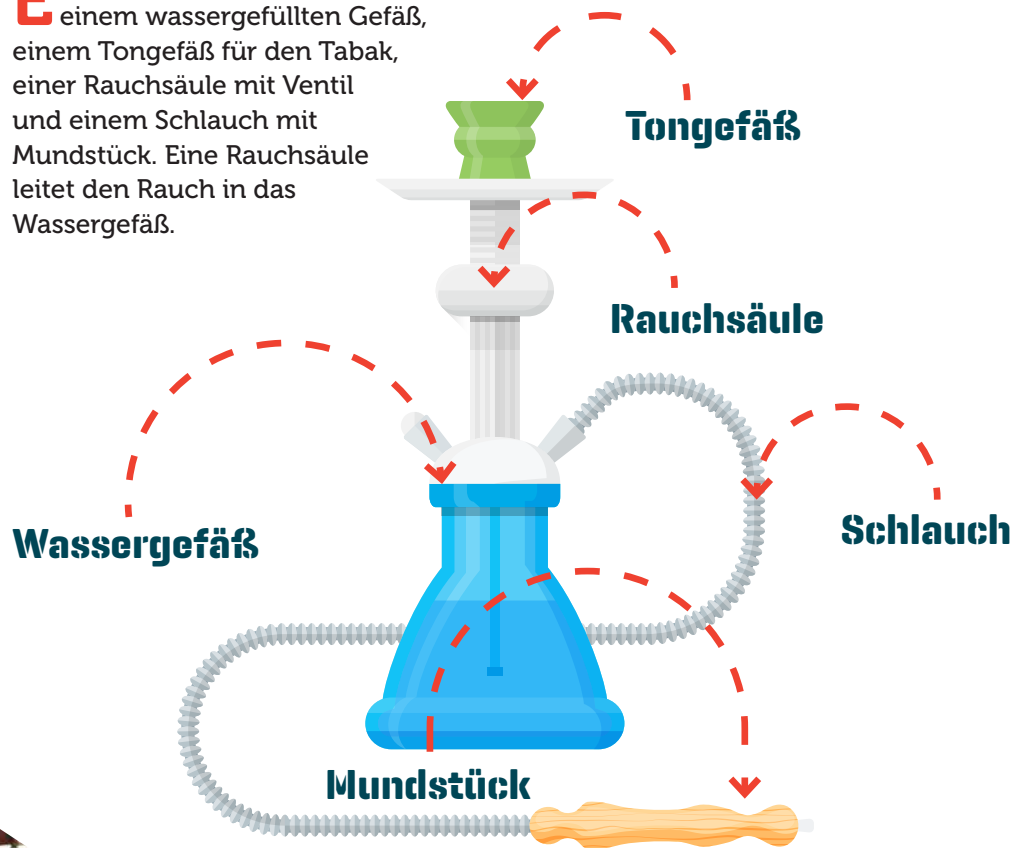 E einem wassergefüllten Gefäß,
einem Tongefäß für den Tabak,
einer Rauchsäule mit Ventil
und einem Schlauch mit
Mundstück. Eine Rauchsäule
leitet den Rauch in das
Wassergefäß.
Tongefäß
Rauchsäule
Wassergefäß
Schlauch
Mundstück